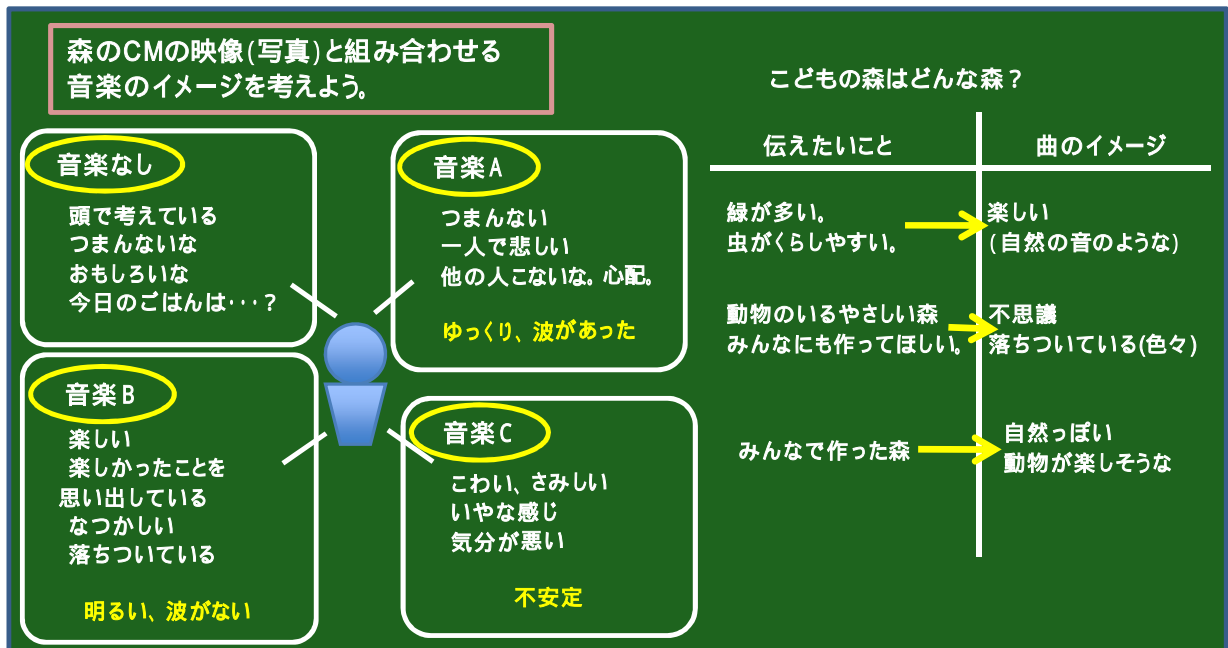 森のCMの映像(写真)と組み合わせる
音楽のイメージを考えよう。
音楽なし
頭で考えている
つまんないな
おもしろいな
今日のごはんは・・・?
音楽A
つまんない
一人で悲しい
他の人こないな。心配。
ゆっくり、波があった
音楽B
楽しい
楽しかったことを
思い出している
なつかしい
落ちついている
明るい、波がない
音楽C
こわい、さみしい
いやな感じ
気分が悪い
不安定
こどもの森はどんな森?
伝えたいこと
曲のイメージ
緑が多い。
虫がくらしやすい。
楽しい
(自然の音のような)
動物のいるやさしい森
みんなにも作ってほしい。
不思議
落ちついている(色々)
みんなで作った森
自然っぽい
動物が楽しそうな